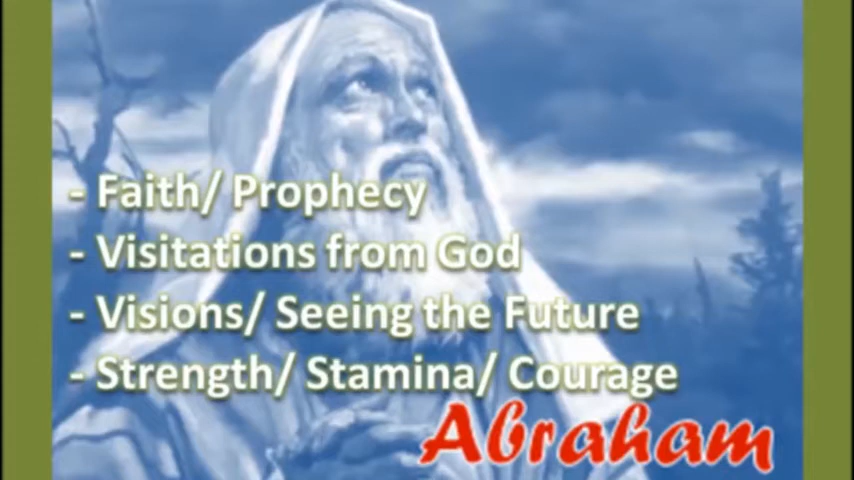 - Faith/ Prophecy
- Visitations from God
- Visions/ Seeing the Future
- Strength/ Stamina/ Courage
Abraham